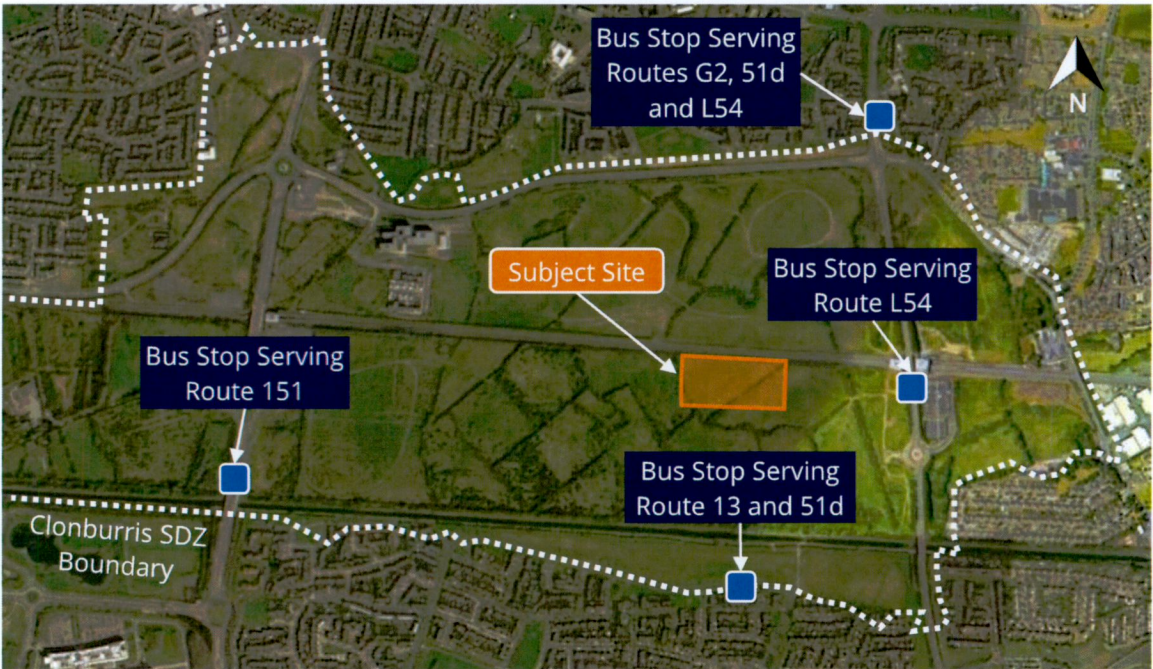 Bus Stop Serving
Routes G2, 51d
and L54
N
Subject Site
Bus Stop Serving
Route L54
Bus Stop Serving
Route 151
Bus Stop Serving
Route 13 and 51d
Clonburris SDZ
Boundary